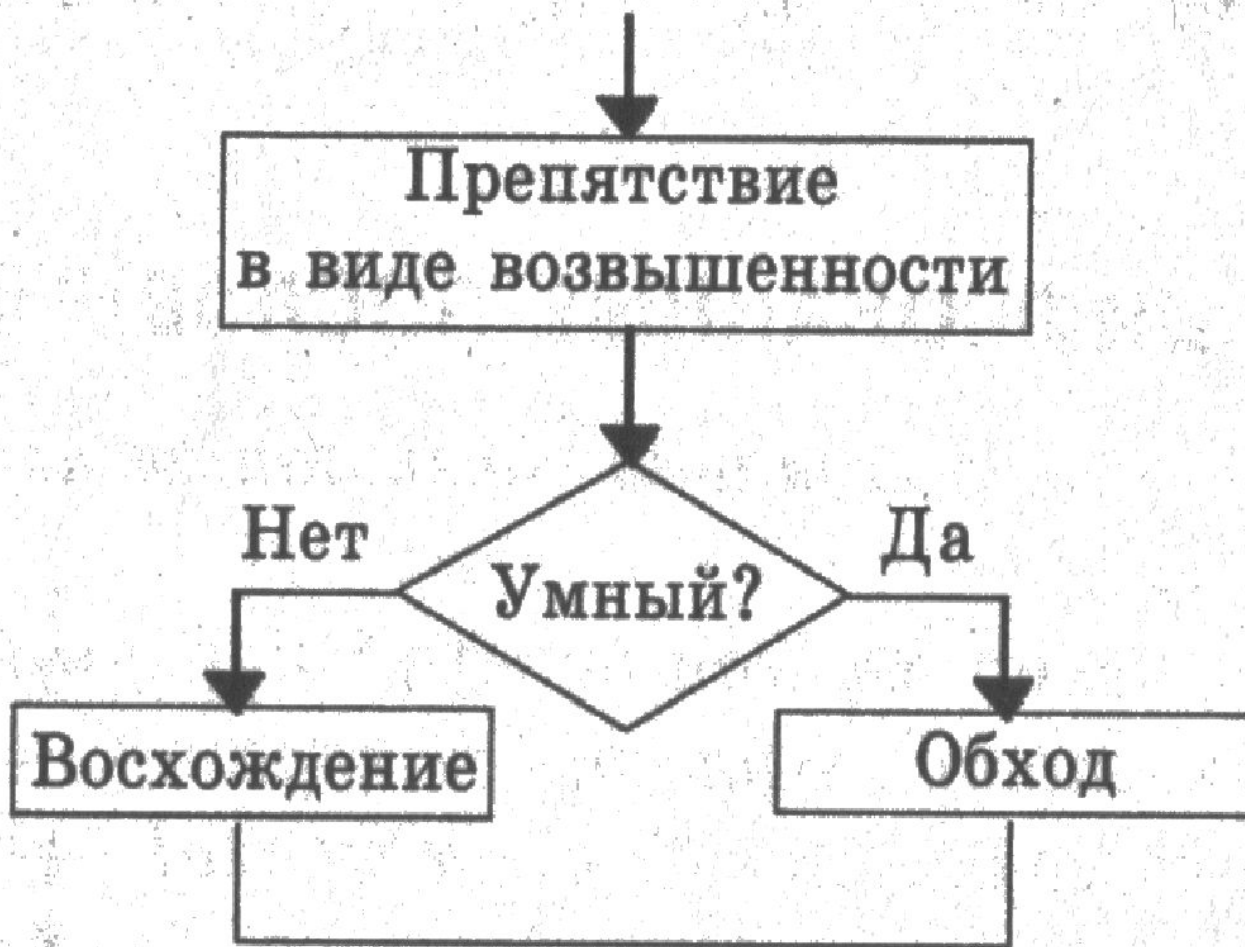 Препятствие
в виде возвышенности
Нет
Да
Умный?
Восхождение
Обход